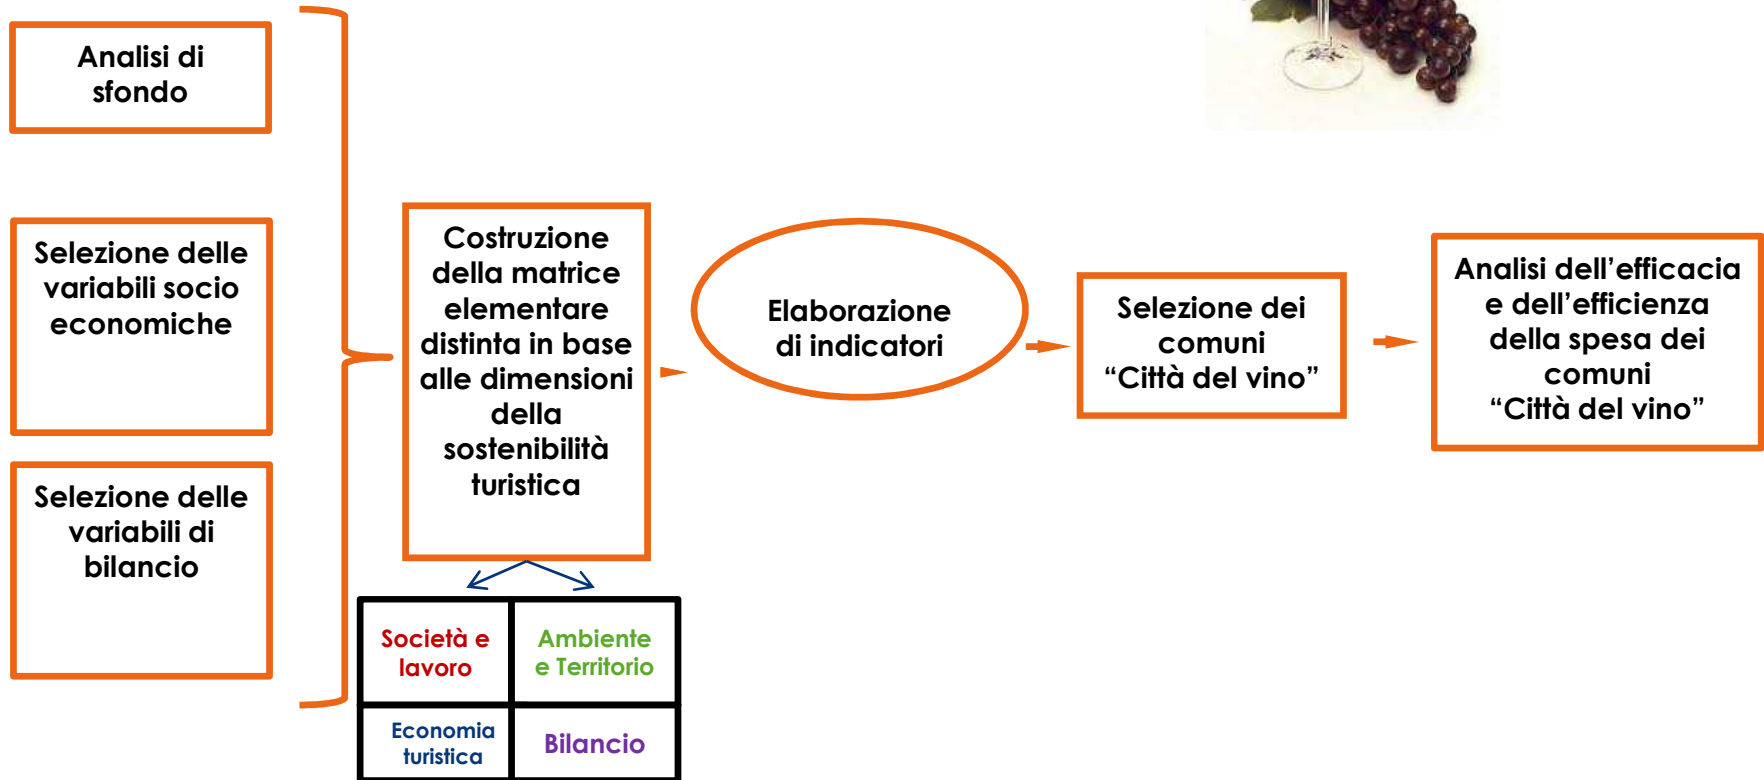 Analisi di
sfondo
Selezione delle
variabili socio
economiche
Selezione delle
variabili di
bilancio
Costruzione
della matrice
elementare
distinta in base
alle dimensioni
della
sostenibilità
turistica
Società e
lavoro
Ambiente
e Territorio
Economia
turistica
Bilancio
Elaborazione
di indicatori
Selezione dei
comuni
“Città del vino”
Analisi dell’efficacia
e dell’efficienza
della spesa dei
comuni
“Città del vino”